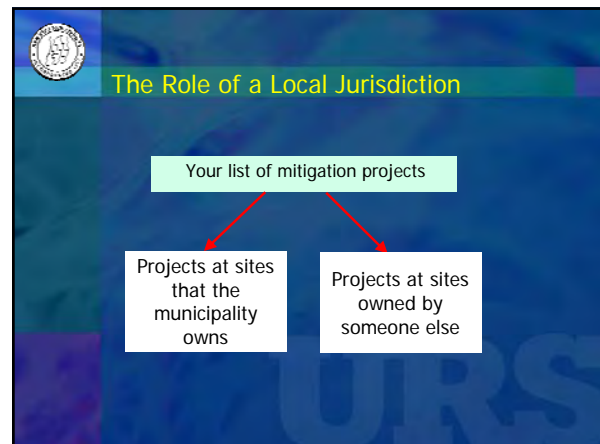 The Role of a Local Jurisdiction
Your list of mitigation projects
Projects at sites
that the
municipality
owns
Projects at sites
owned by
someone else
URS